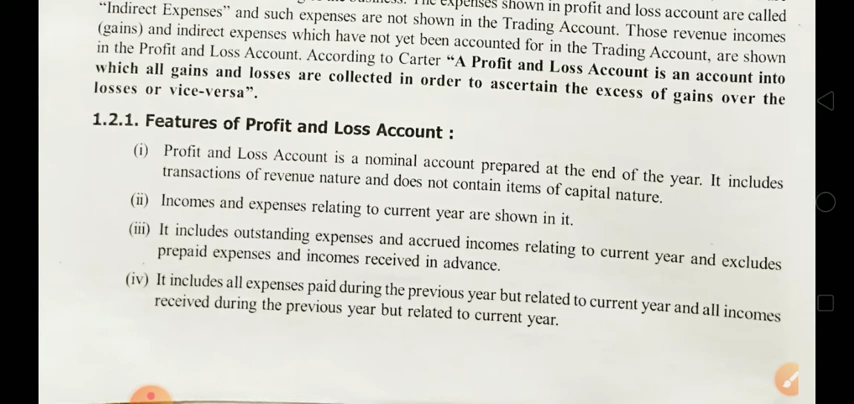 expenses shown in profit and loss account are called
“Indirect Expenses” and such expenses are not shown in the Trading Account. Those revenue incomes
(gains) and indirect expenses which have not yet been accounted for in the Trading Account, are shown
in the Profit and Loss Account. According to Carter “A Profit and Loss Account is an account into
which all gains and losses are collected in order to ascertain the excess of gains over the
losses or vice-versa”.
1.2.1. Features of Profit and Loss Account :
(i) Profit and Loss Account is a nominal account prepared at the end of the year. It includes
transactions of revenue nature and does not contain items of capital nature.
(ii) Incomes and expenses relating to current year are shown in it.
(iii) It includes outstanding expenses and accrued incomes relating to current year and excludes
prepaid expenses and incomes received in advance.
(iv) It includes all expenses paid during the previous year but related to current year and all incomes
received during the previous year but related to current year.